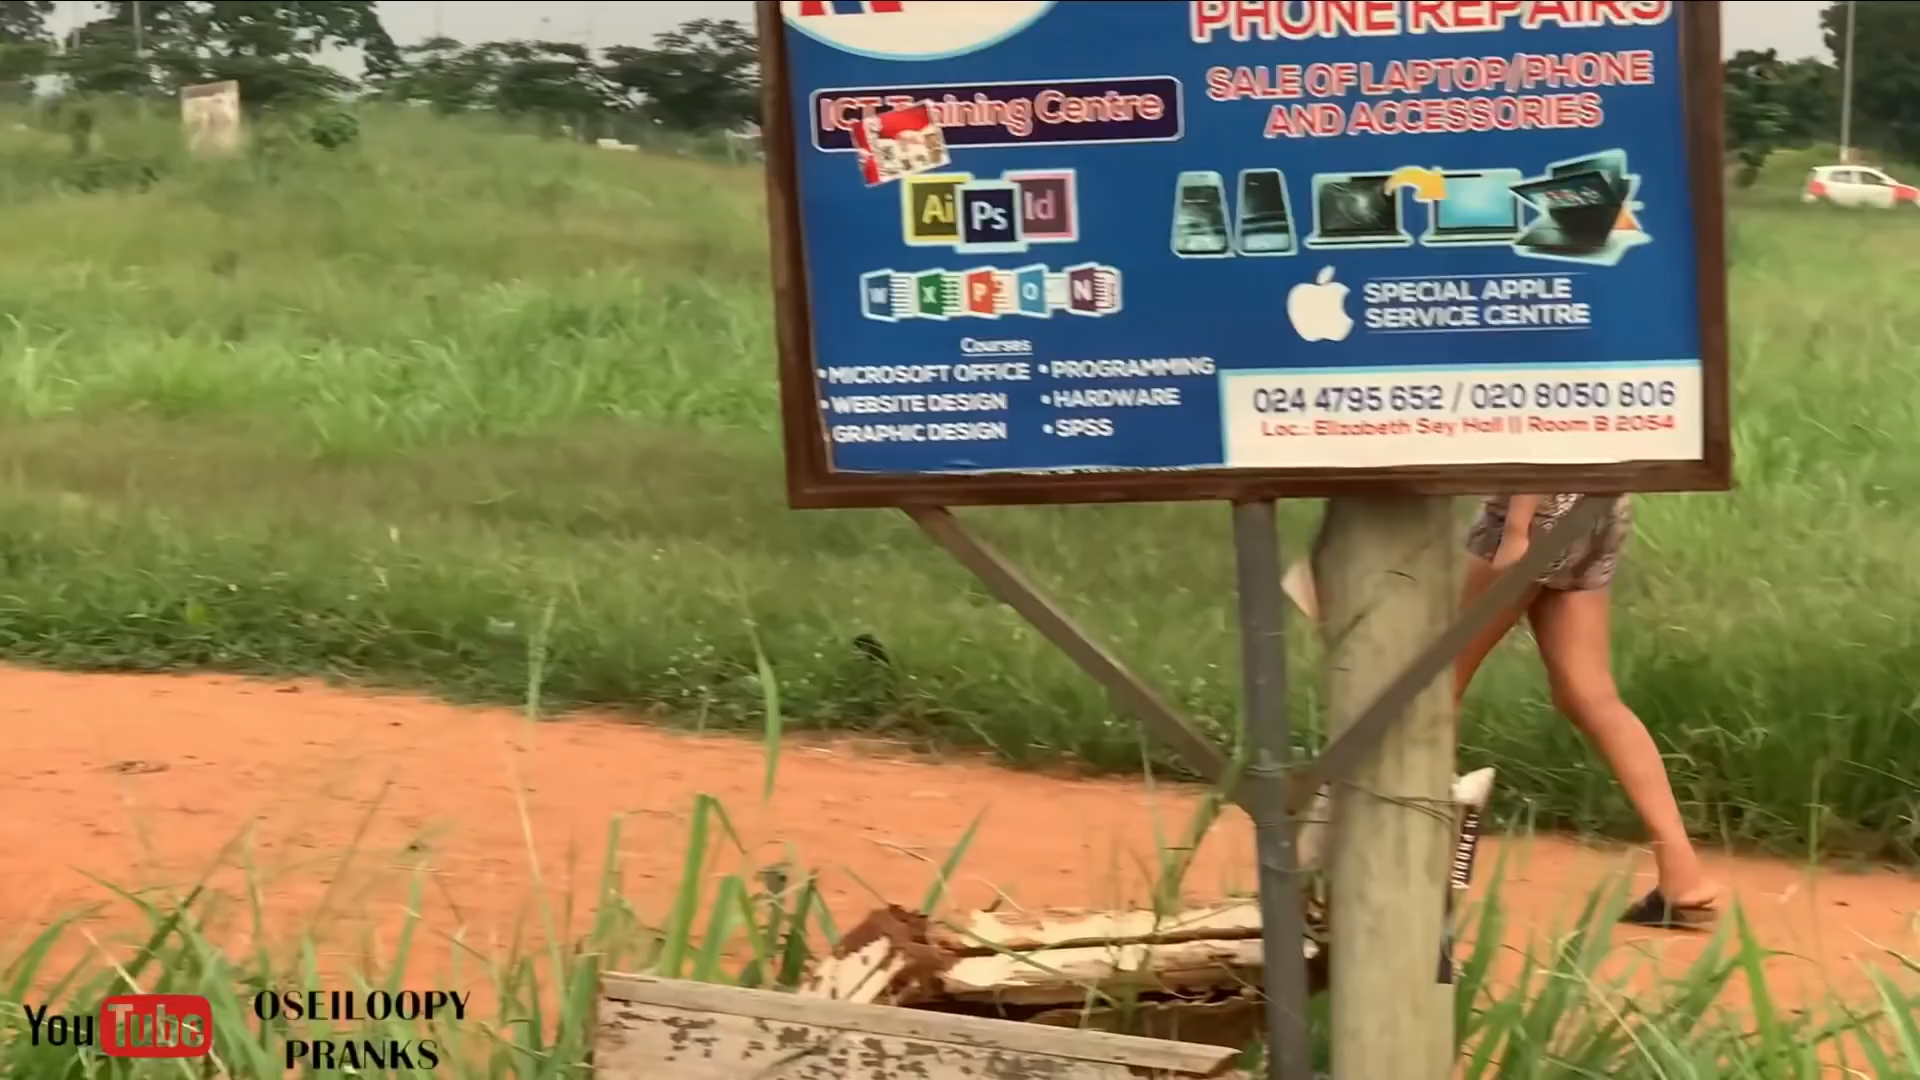 PHONE REPAIRS
SALE OF LAPTOP/PHONE
AND ACCESSORIES
ICT Training Centre
Ai Ps Id
W X P O N
SPECIAL APPLE
SERVICE CENTRE
Courses
• MICROSOFT OFFICE • PROGRAMMING
• WEBSITE DESIGN • HARDWARE
• GRAPHIC DESIGN • SPSS
024 4795 652 / 020 8050 806
Loc.: Elizabeth Sey Hall || Room B 2054
YouTube
OSEILOOPY
PRANKS